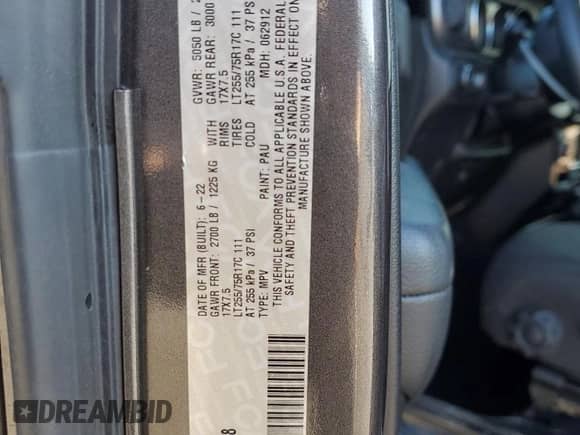 DATE OF MFR (BUILT): 6-22 GVWR: 5050 LB / 2
GAWR FRONT: 2700 LB / 1225 KG WITH GAWR REAR: 3000
17X7.5 RIMS 17X7.5
LT255/75R17C 111 TIRES LT255/75R17C 111
AT 255 kPa / 37 PSI COLD AT 255 kPa / 37 PSI
TYPE: MPV PAINT: PAU MDH: 062912
THIS VEHICLE CONFORMS TO ALL APPLICABLE U.S.A. FEDERAL
SAFETY AND THEFT PREVENTION STANDARDS IN EFFECT ON
MANUFACTURE SHOWN ABOVE.
8
DREAMBID